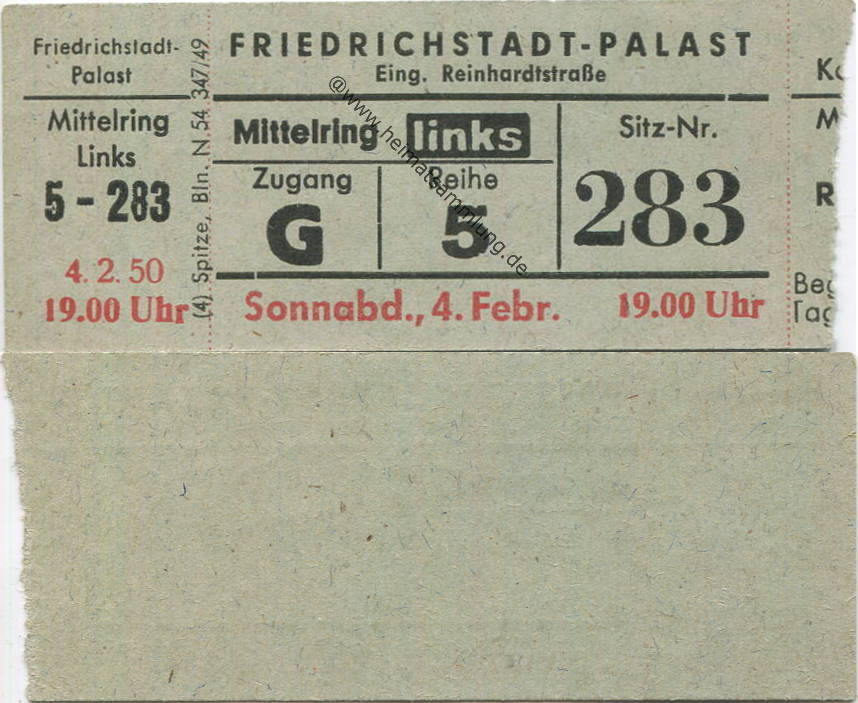 Friedrichstadt-
Palast
Mittelring
Links
5 - 283
4. 2. 50
19.00 Uhr
(4) Spitze, Bln. N 54 347/49
FRIEDRICHSTADT-PALAST
Eing. Reinhardtstraße
Mittelring links
Zugang
G
Reihe
5
Sitz-Nr.
283
Sonnabd., 4. Febr. 19.00 Uhr
@www.heimatsammlung.de
M
R